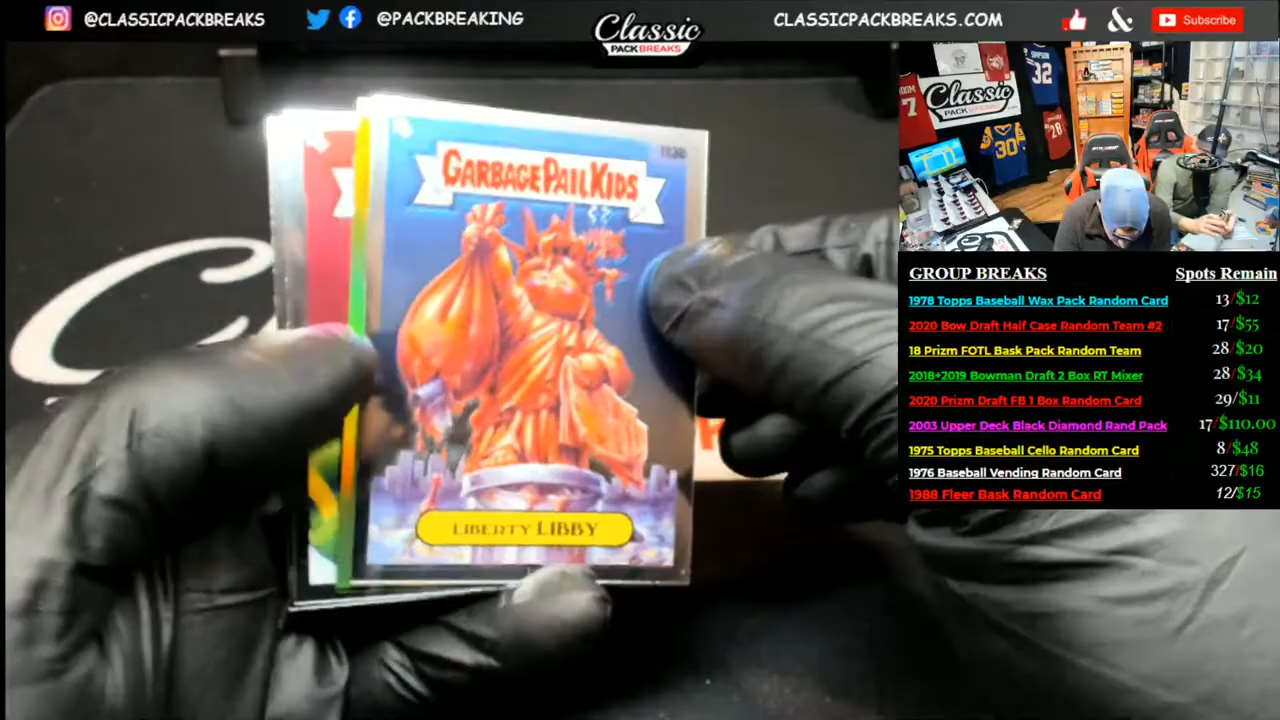 @CLASSICPACKBREAKS
@PACKBREAKING
Classic
PACK BREAKS
CLASSICPACKBREAKS.COM
&
Subscribe
GARBAGE PAIL KIDS
LIBERTY LIBBY
Classic
SIMPSON
32
7
30
28
GROUP BREAKS Spots Remain
1978 Topps Baseball Wax Pack Random Card 13/$12
2020 Bow Draft Half Case Random Team #2 17/$55
18 Prizm FOTL Bask Pack Random Team 28/$20
2018+2019 Bowman Draft 2 Box RT Mixer 28/$34
2020 Prizm Draft FB 1 Box Random Card 29/$11
2003 Upper Deck Black Diamond Rand Pack 17/$110.00
1975 Topps Baseball Cello Random Card 8/$48
1976 Baseball Vending Random Card 327/$16
1988 Fleer Bask Random Card 12/$15